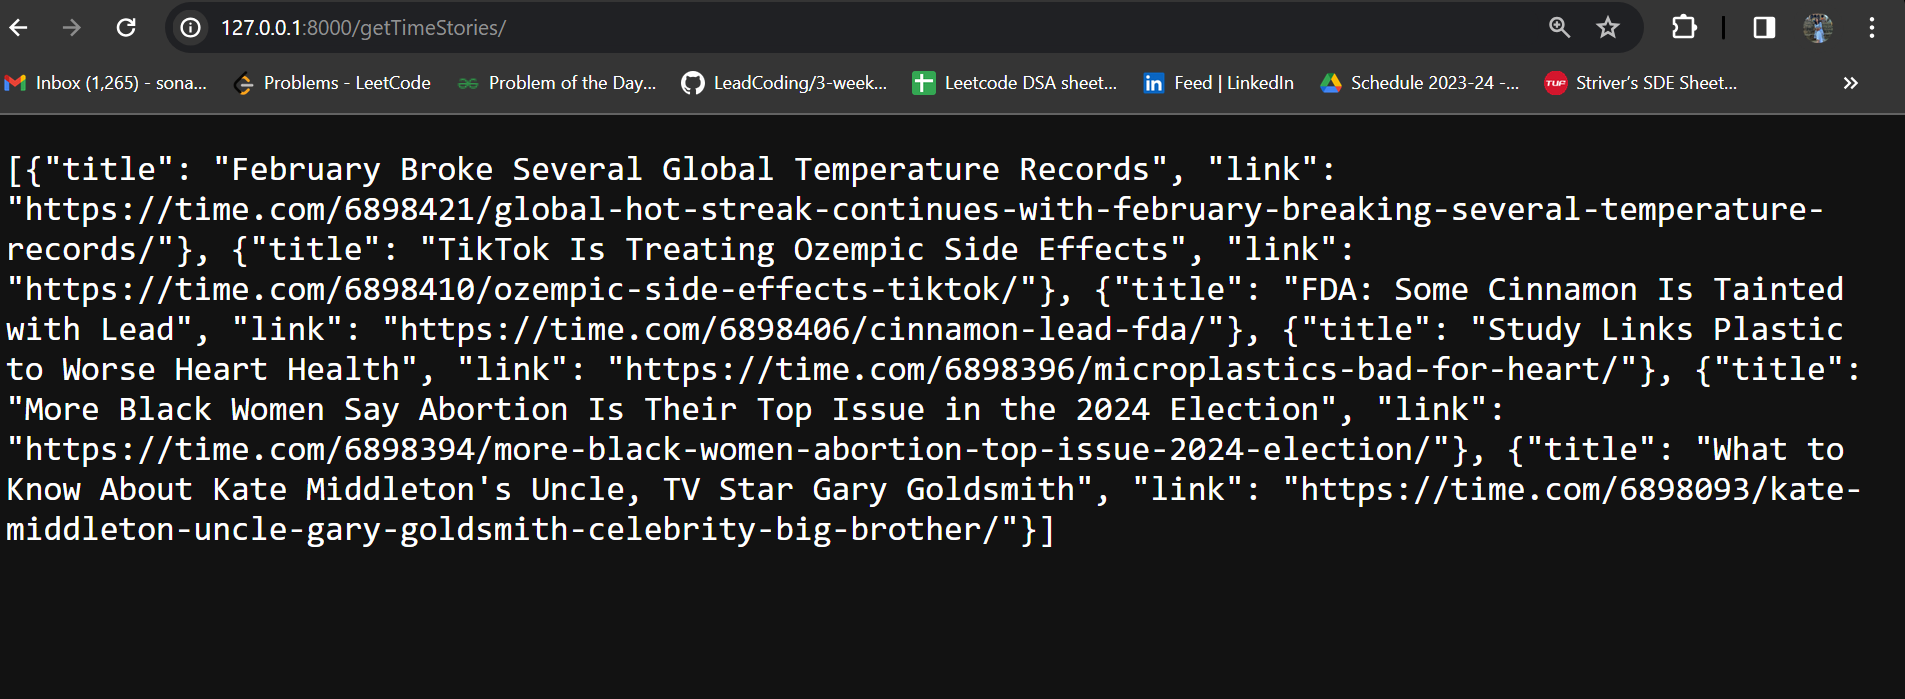 127.0.0.1:8000/getTimeStories/
Inbox (1,265) - sona... Problems - LeetCode Problem of the Day... LeadCoding/3-week... Leetcode DSA sheet... Feed | LinkedIn Schedule 2023-24 -... TUF Striver's SDE Sheet...
[{"title": "February Broke Several Global Temperature Records", "link":
"https://time.com/6898421/global-hot-streak-continues-with-february-breaking-several-temperature-
records/"}, {"title": "TikTok Is Treating Ozempic Side Effects", "link":
"https://time.com/6898410/ozempic-side-effects-tiktok/"}, {"title": "FDA: Some Cinnamon Is Tainted
with Lead", "link": "https://time.com/6898406/cinnamon-lead-fda/"}, {"title": "Study Links Plastic
to Worse Heart Health", "link": "https://time.com/6898396/microplastics-bad-for-heart/"}, {"title":
"More Black Women Say Abortion Is Their Top Issue in the 2024 Election", "link":
"https://time.com/6898394/more-black-women-abortion-top-issue-2024-election/"}, {"title": "What to
Know About Kate Middleton's Uncle, TV Star Gary Goldsmith", "link": "https://time.com/6898093/kate-
middleton-uncle-gary-goldsmith-celebrity-big-brother/"}]